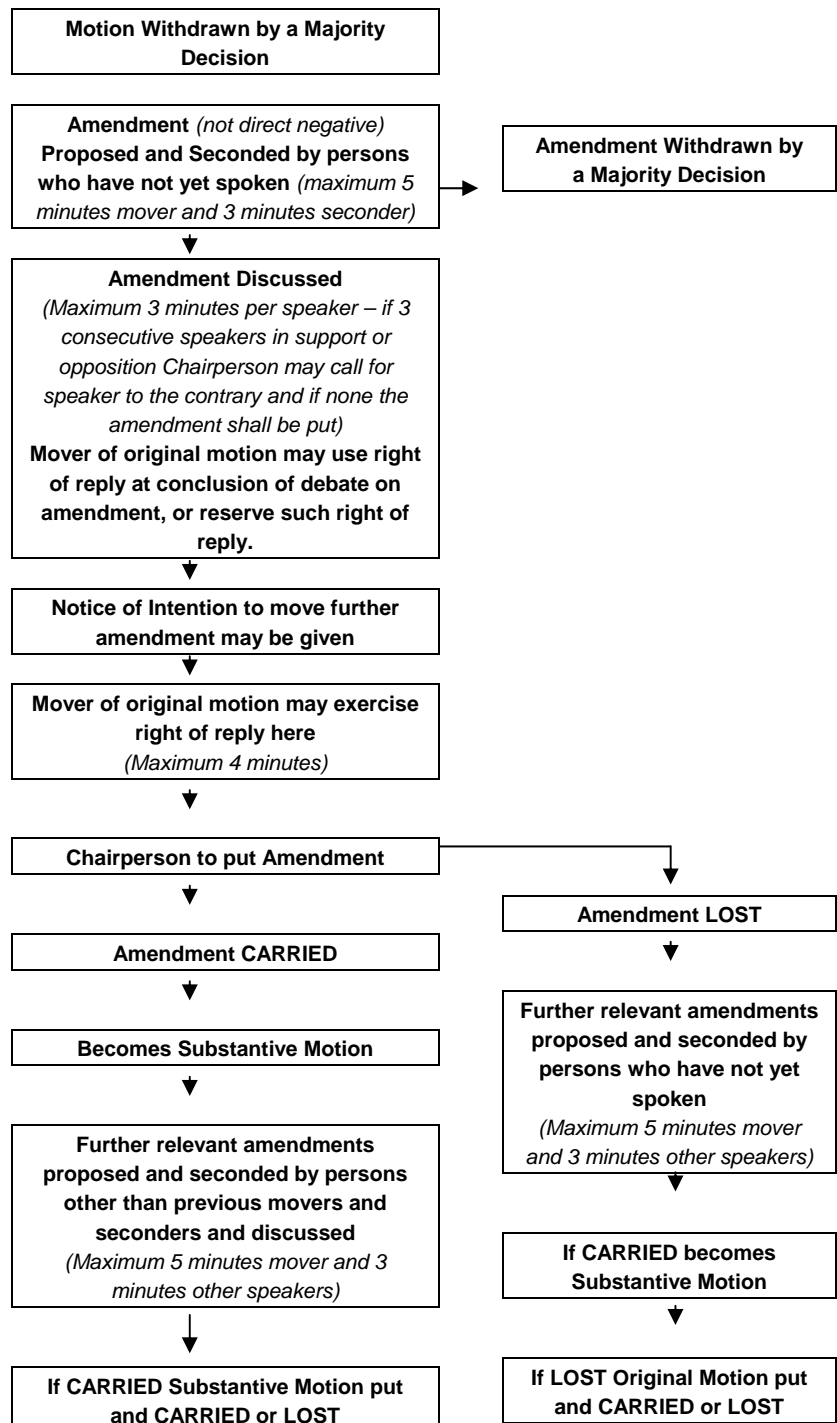 Motion Withdrawn by a Majority
Decision
Amendment (not direct negative)
Proposed and Seconded by persons
who have not yet spoken (maximum 5
minutes mover and 3 minutes seconder)
Amendment Withdrawn by
a Majority Decision
Amendment Discussed
(Maximum 3 minutes per speaker – if 3
consecutive speakers in support or
opposition Chairperson may call for
speaker to the contrary and if none the
amendment shall be put)
Mover of original motion may use right
of reply at conclusion of debate on
amendment, or reserve such right of
reply.
Notice of Intention to move further
amendment may be given
Mover of original motion may exercise
right of reply here
(Maximum 4 minutes)
Chairperson to put Amendment
Amendment CARRIED
Becomes Substantive Motion
Further relevant amendments
proposed and seconded by persons
other than previous movers and
seconders and discussed
(Maximum 5 minutes mover and 3
minutes other speakers)
If CARRIED Substantive Motion put
and CARRIED or LOST
Amendment LOST
Further relevant amendments
proposed and seconded by
persons who have not yet
spoken
(Maximum 5 minutes mover
and 3 minutes other speakers)
If CARRIED becomes
Substantive Motion
If LOST Original Motion put
and CARRIED or LOST